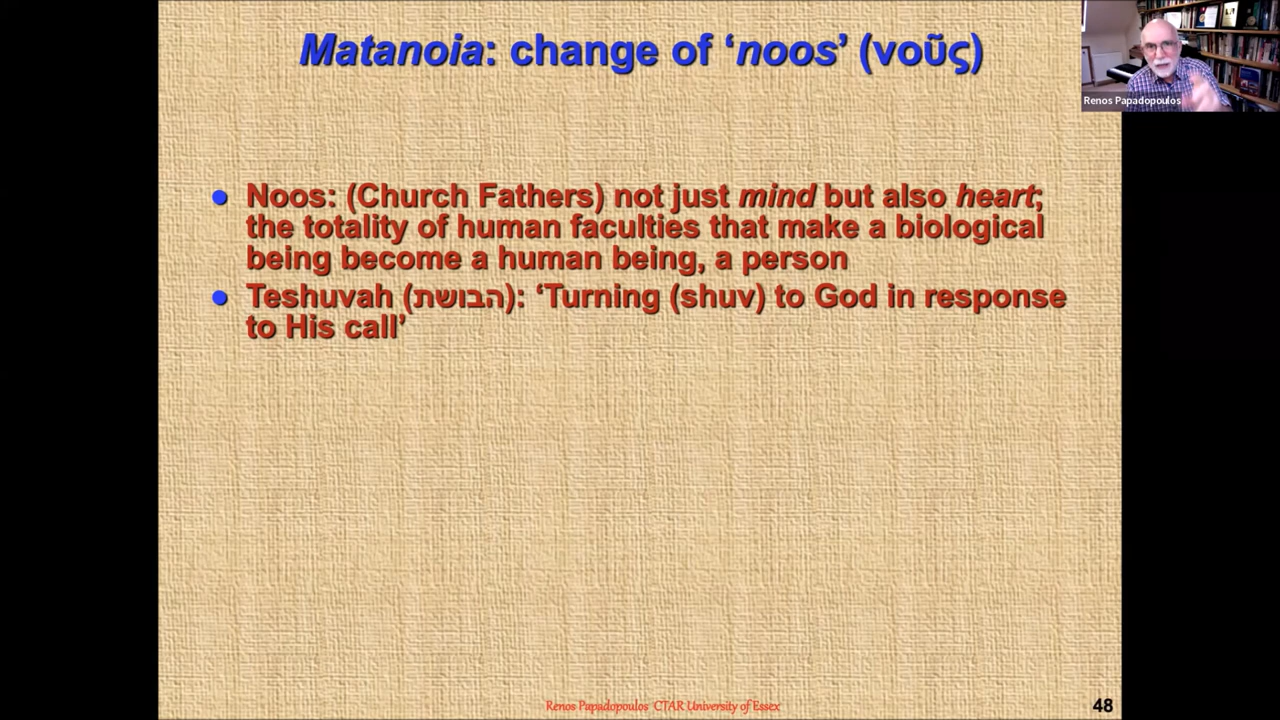 Matanoia: change of ‘noos’ (νοῦς)
Renos Papadopoulos
● Noos: (Church Fathers) not just mind but also heart;
the totality of human faculties that make a biological
being become a human being, a person
● Teshuvah (הבושת): ‘Turning (shuv) to God in response
to His call’
Renos Papadopoulos CTAR University of Essex
48